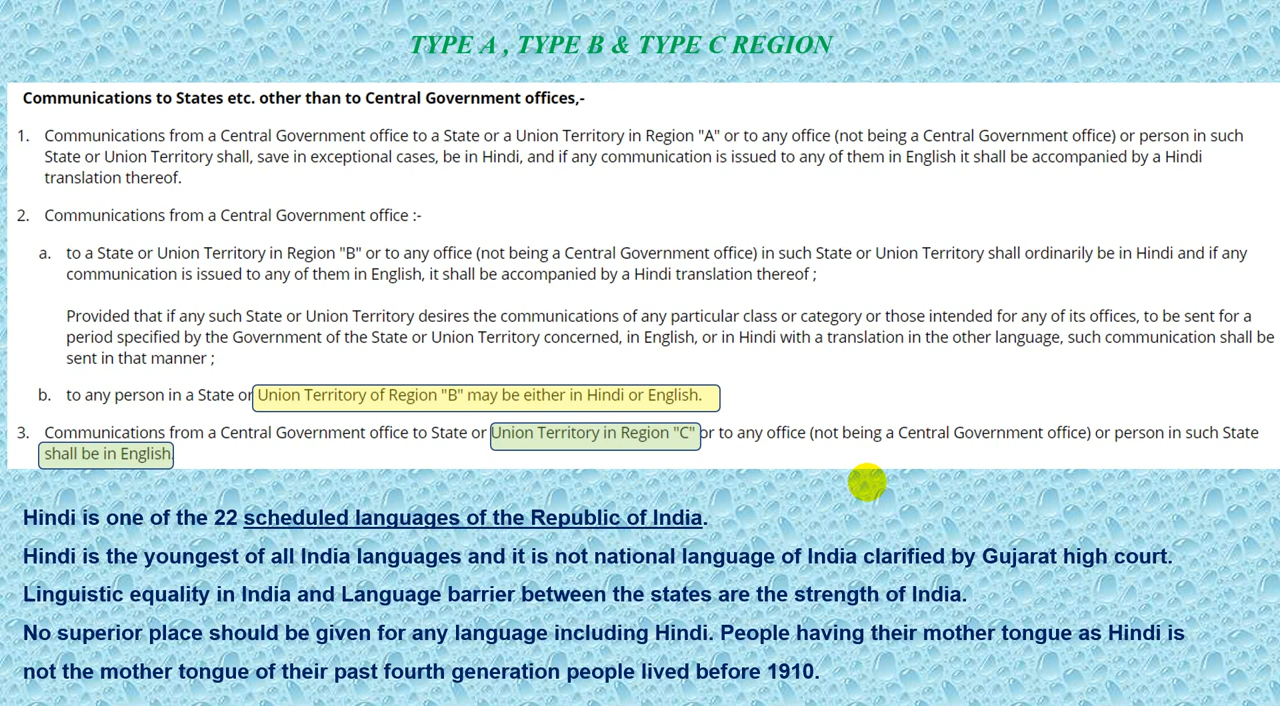 TYPE A , TYPE B & TYPE C REGION
Communications to States etc. other than to Central Government offices,-
1. Communications from a Central Government office to a State or a Union Territory in Region "A" or to any office (not being a Central Government office) or person in such
State or Union Territory shall, save in exceptional cases, be in Hindi, and if any communication is issued to any of them in English it shall be accompanied by a Hindi
translation thereof.
2. Communications from a Central Government office :-
a. to a State or Union Territory in Region "B" or to any office (not being a Central Government office) in such State or Union Territory shall ordinarily be in Hindi and if any
communication is issued to any of them in English, it shall be accompanied by a Hindi translation thereof ;
Provided that if any such State or Union Territory desires the communications of any particular class or category or those intended for any of its offices, to be sent for a
period specified by the Government of the State or Union Territory concerned, in English, or in Hindi with a translation in the other language, such communication shall be
sent in that manner ;
b. to any person in a State or Union Territory of Region "B" may be either in Hindi or English.
3. Communications from a Central Government office to State or Union Territory in Region "C" or to any office (not being a Central Government office) or person in such State
shall be in English.
Hindi is one of the 22 scheduled languages of the Republic of India.
Hindi is the youngest of all India languages and it is not national language of India clarified by Gujarat high court.
Linguistic equality in India and Language barrier between the states are the strength of India.
No superior place should be given for any language including Hindi. People having their mother tongue as Hindi is
not the mother tongue of their past fourth generation people lived before 1910.